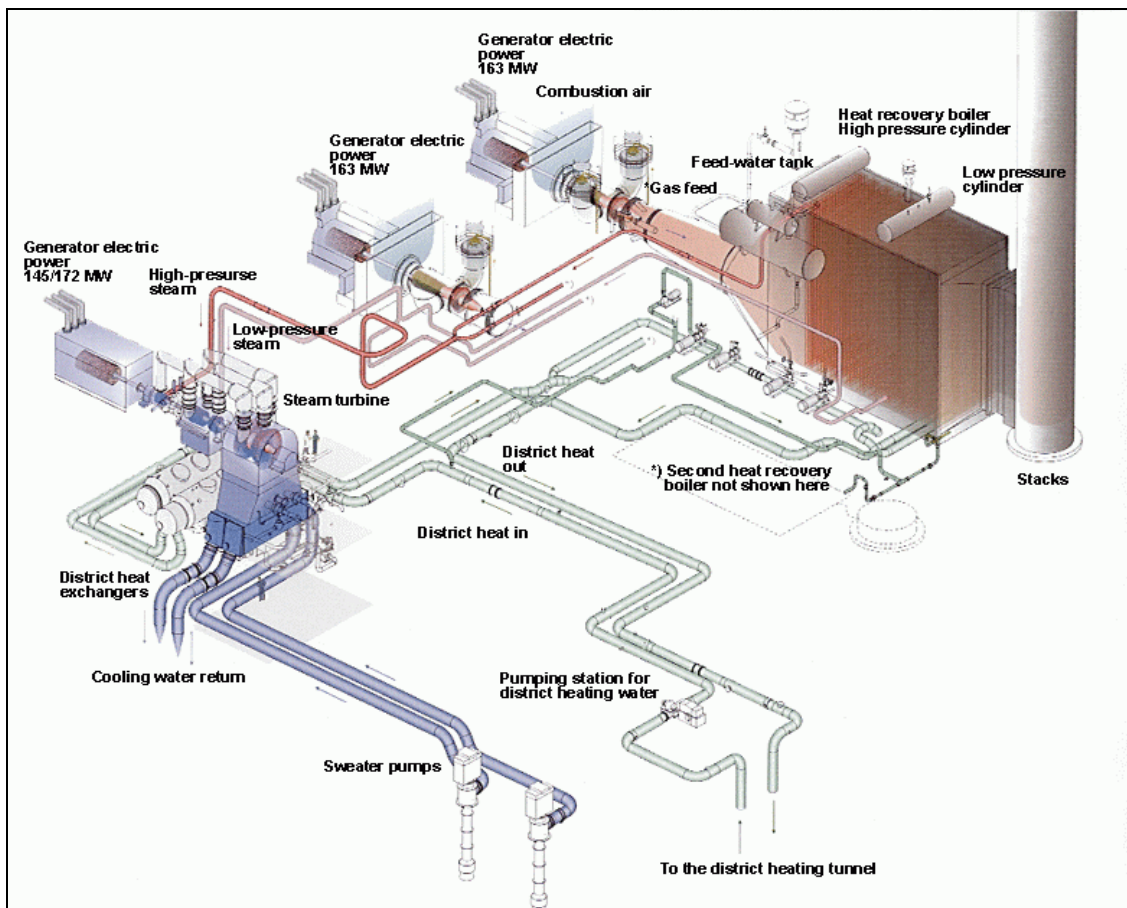 Generator electric
power
163 MW
Combustion air
Generator electric
power
163 MW
Heat recovery boiler
High pressure cylinder
Feed-water tank
*Gas feed
Low pressure
cylinder
Generator electric
power
145/172 MW
High-presurse
steam
Low-pressure
steam
Steam turbine
District heat
out
*) Second heat recovery
boiler not shown here
Stacks
District heat in
District heat
exchangers
Cooling water return
Pumping station for
district heating water
Sweater pumps
To the district heating tunnel